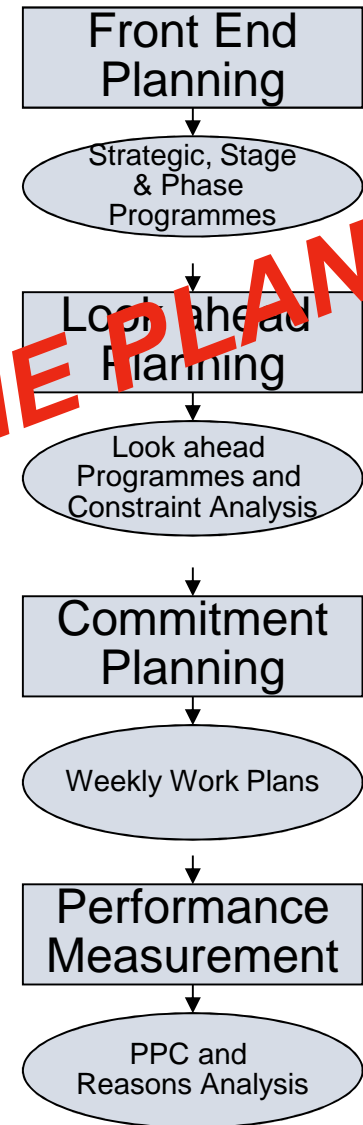 Front End
Planning
Strategic, Stage
& Phase
Programmes
Look ahead
Planning
PLAN
Look ahead
Programmes and
Constraint Analysis
Commitment
Planning
Weekly Work Plans
Performance
Measurement
PPC and
Reasons Analysis